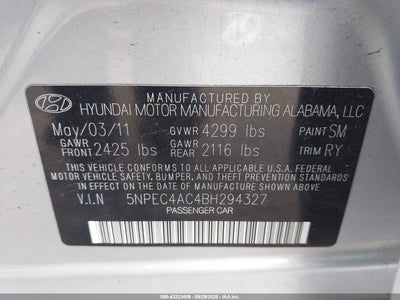 MANUFACTURED BY
HYUNDAI MOTOR MANUFACTURING ALABAMA, LLC
May/03/11 GVWR 4299 lbs PAINT SM
GAWR FRONT 2425 lbs GAWR REAR 2116 lbs TRIM RY
THIS VEHICLE CONFORMS TO ALL APPLICABLE U.S.A. FEDERAL
MOTOR VEHICLE SAFETY, BUMPER, AND THEFT PREVENTION STANDARDS
IN EFFECT ON THE DATE OF MANUFACTURE SHOWN ABOVE.
V.I.N 5NPEC4AC4BH294327
PASSENGER CAR